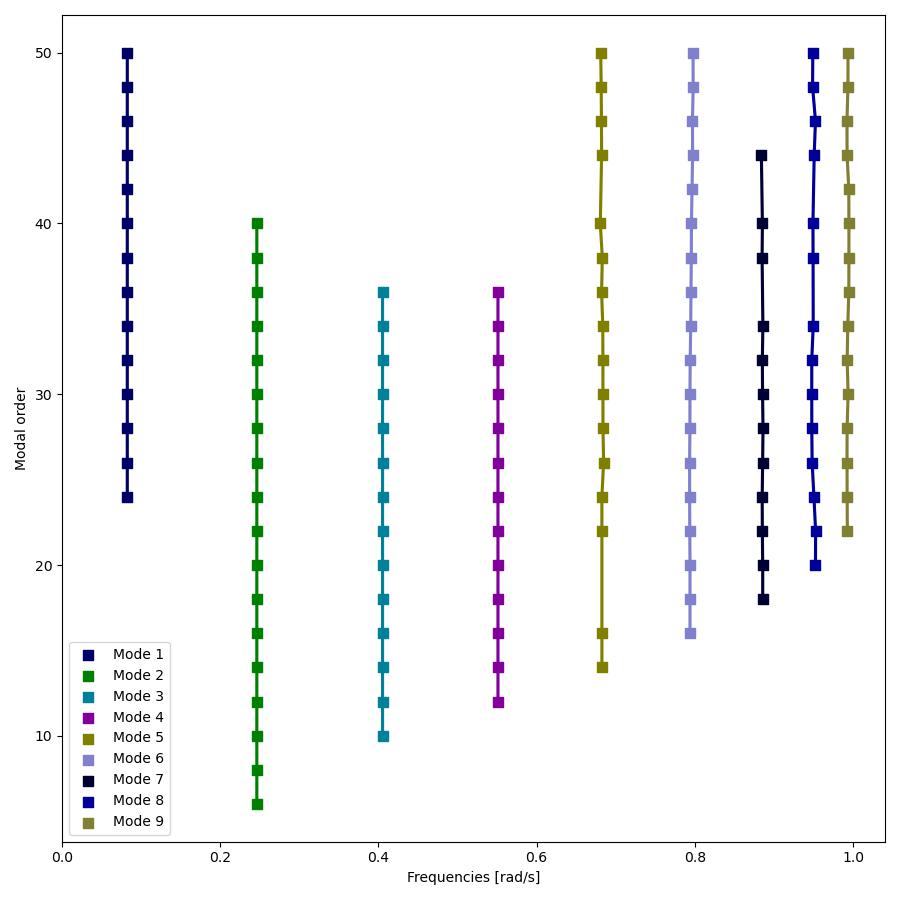 50
40
30
20
10
Modal order
Mode 1
Mode 2
Mode 3
Mode 4
Mode 5
Mode 6
Mode 7
Mode 8
Mode 9
0.0 0.2 0.4 0.6 0.8 1.0
Frequencies [rad/s]